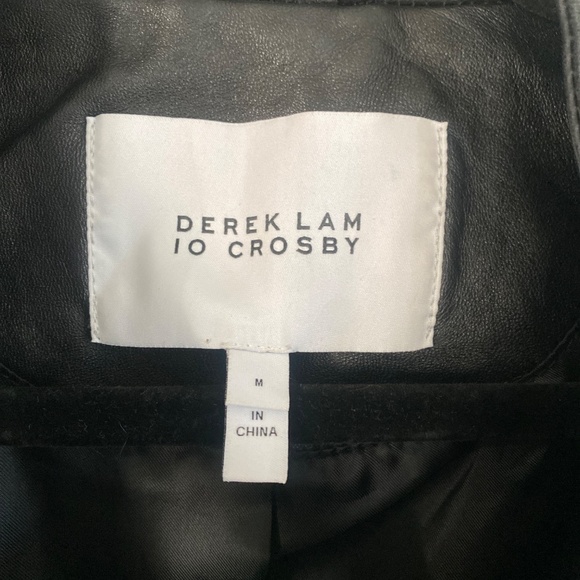 DEREK LAM
10 CROSBY
M
IN
CHINA